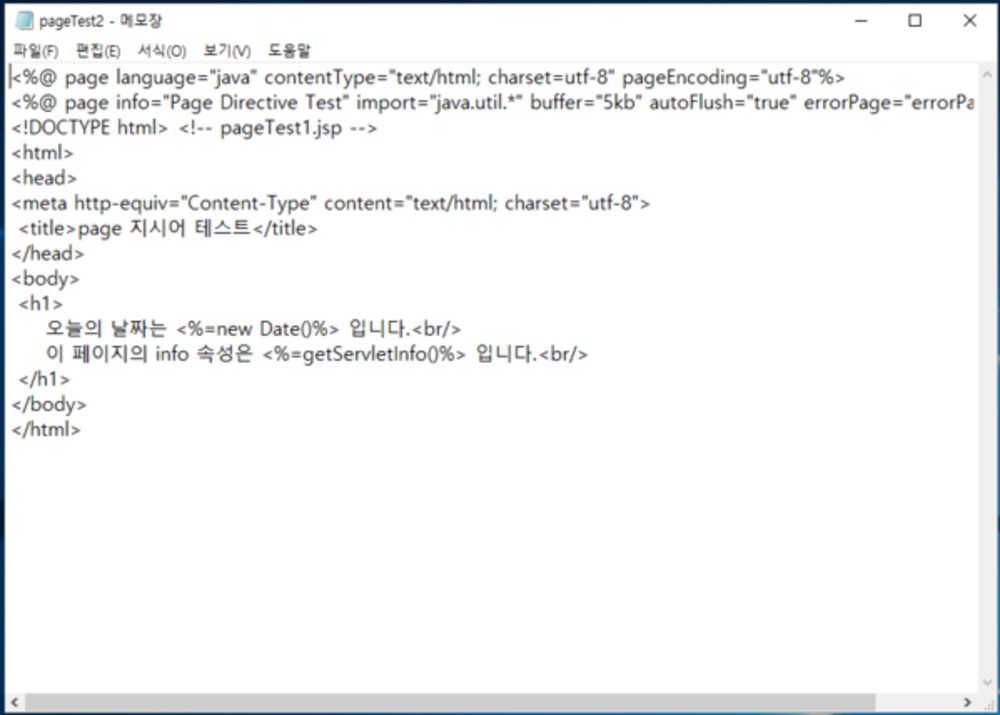 pageTest2 - 메모장
파일(F) 편집(E) 서식(O) 보기(V) 도움말
<%@ page language="java" contentType="text/html; charset=utf-8" pageEncoding="utf-8"%>
<%@ page info="Page Directive Test" import="java.util.*" buffer="5kb" autoFlush="true" errorPage="errorPa
<!DOCTYPE html> <!-- pageTest1.jsp -->
<html>
<head>
<meta http-equiv="Content-Type" content="text/html; charset="utf-8">
<title>page 지시어 테스트</title>
</head>
<body>
<h1>
오늘의 날짜는 <%=new Date()%> 입니다.<br/>
이 페이지의 info 속성은 <%=getServletInfo()%> 입니다.<br/>
</h1>
</body>
</html>